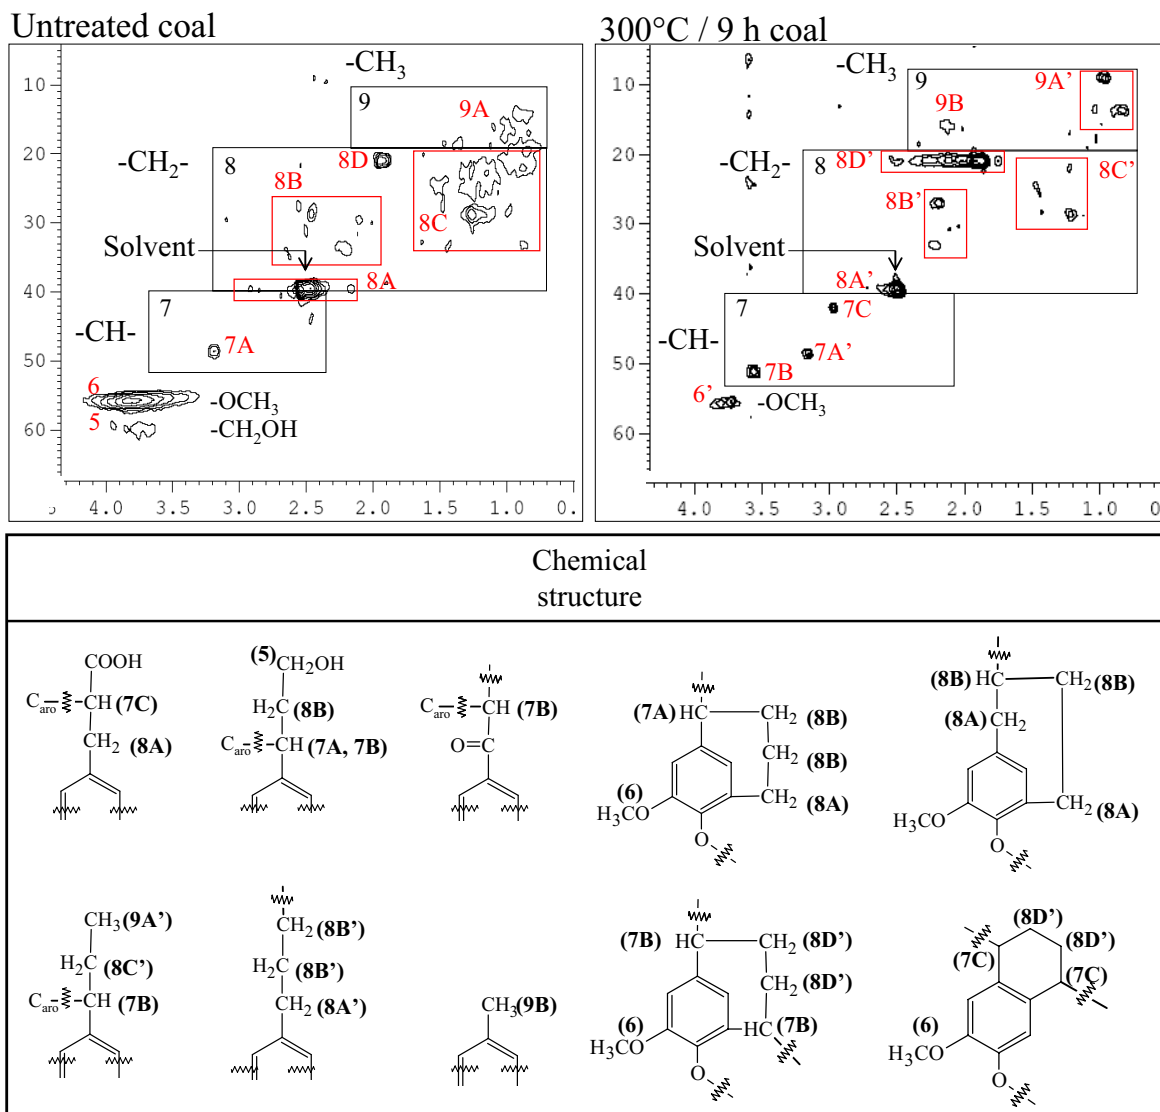 Untreated coal
300°C / 9 h coal
-CH3
9
9A
-CH2-
8
8D
8B
8C
Solvent
8A
7
-CH-
7A
6
-OCH3
5
-CH2OH
10
20
30
40
50
60
4.0 3.5 3.0 2.5 2.0 1.5 1.0 0.
-CH3
9
9A’
9B
-CH2-
8
8D’
8C’
8B’
Solvent
8A’
7
7C
-CH-
7A’
7B
6’
-OCH3
10
20
30
40
50
60
4.0 3.5 3.0 2.5 2.0 1.5 1.0 0
Chemical
structure
COOH
Caro CH (7C)
CH2 (8A)
(5) CH2OH
H2C (8B)
Caro CH (7A, 7B)
Caro CH (7B)
O=C
(7A) HC CH2 (8B)
CH2 (8B)
(6) CH2 (8A)
H3CO
O
(8B) HC CH2 (8B)
(8A) CH2
CH2 (8A)
H3CO
O
CH3 (9A’)
H2C (8C’)
Caro CH (7B)
CH2 (8B’)
H2C (8B’)
CH2 (8A’)
CH3 (9B)
(7B) HC CH2 (8D’)
CH2 (8D’)
(6) HC (7B)
H3CO
O
(8D’)
(8D’)
(7C)
(7C)
(6)
H3CO
O